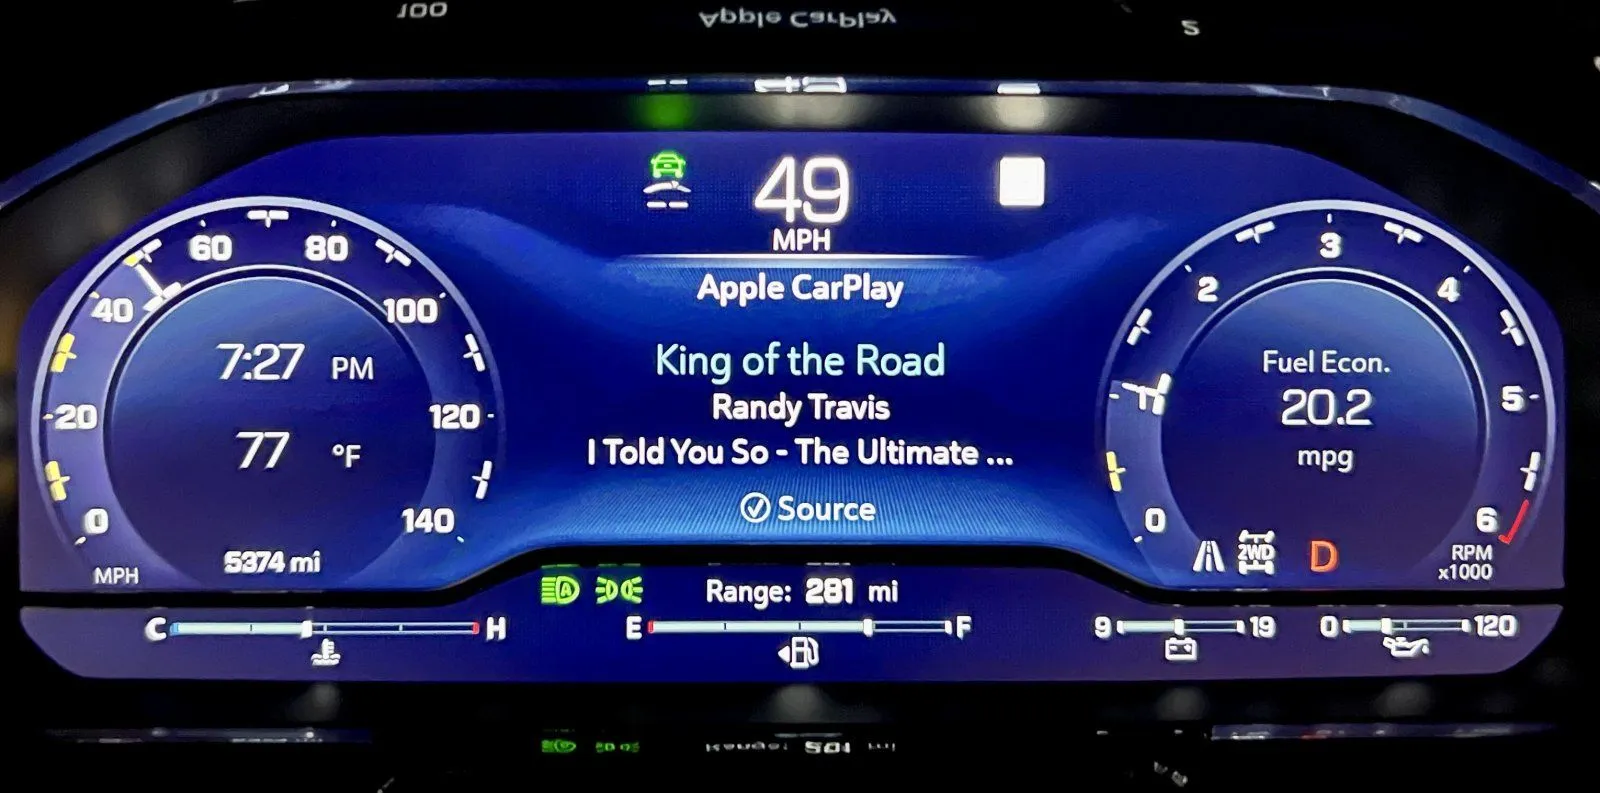 100
Apple CarPlay
2
49
MPH
Apple CarPlay
King of the Road
Randy Travis
I Told You So - The Ultimate ...
Source
0
20
40
60
80
100
120
140
MPH
7:27 PM
77 °F
5374 mi
0
2
3
4
5
6
RPM
x1000
Fuel Econ.
20.2
mpg
2WD
D
A
Range: 281 mi
C H
E F
9 19
0 120